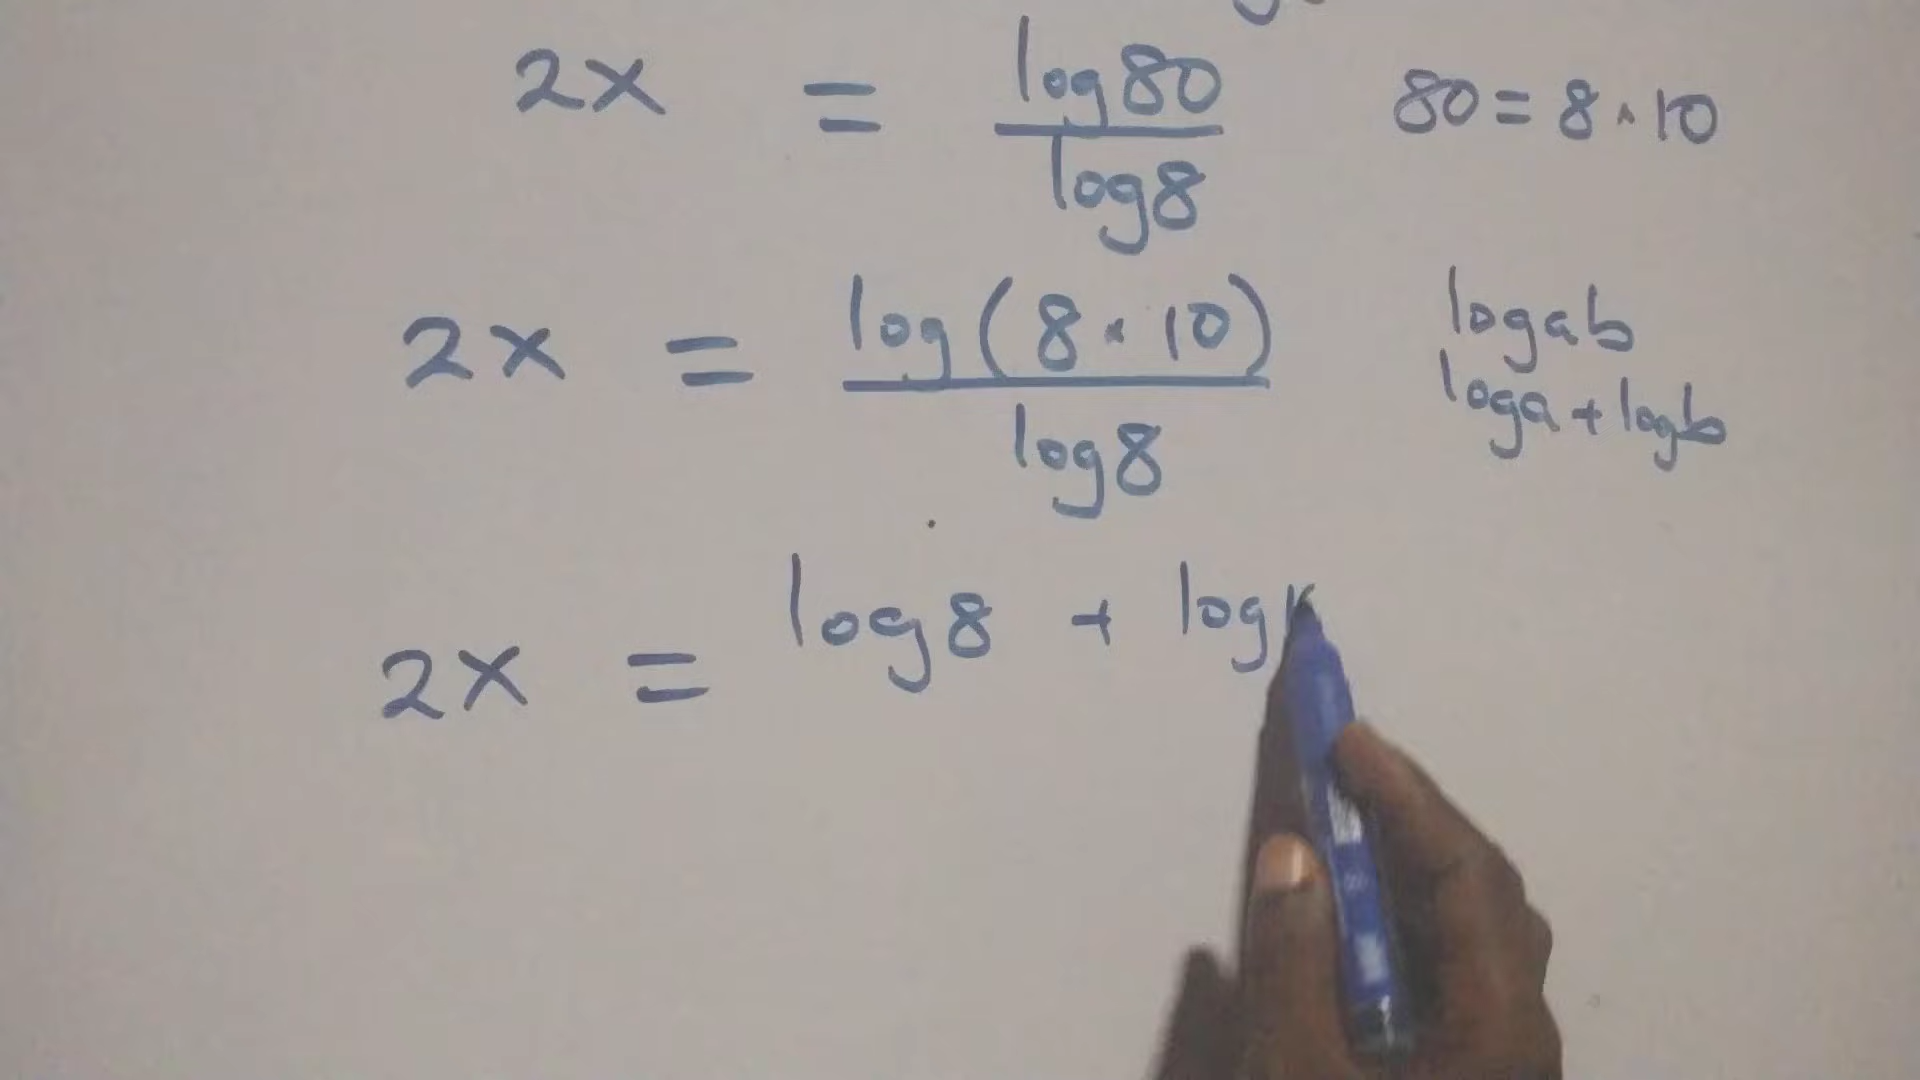 2x = log80 / log8
80 = 8 · 10
2x = log(8 · 10) / log8
logab
loga + logb
2x = log8 + log